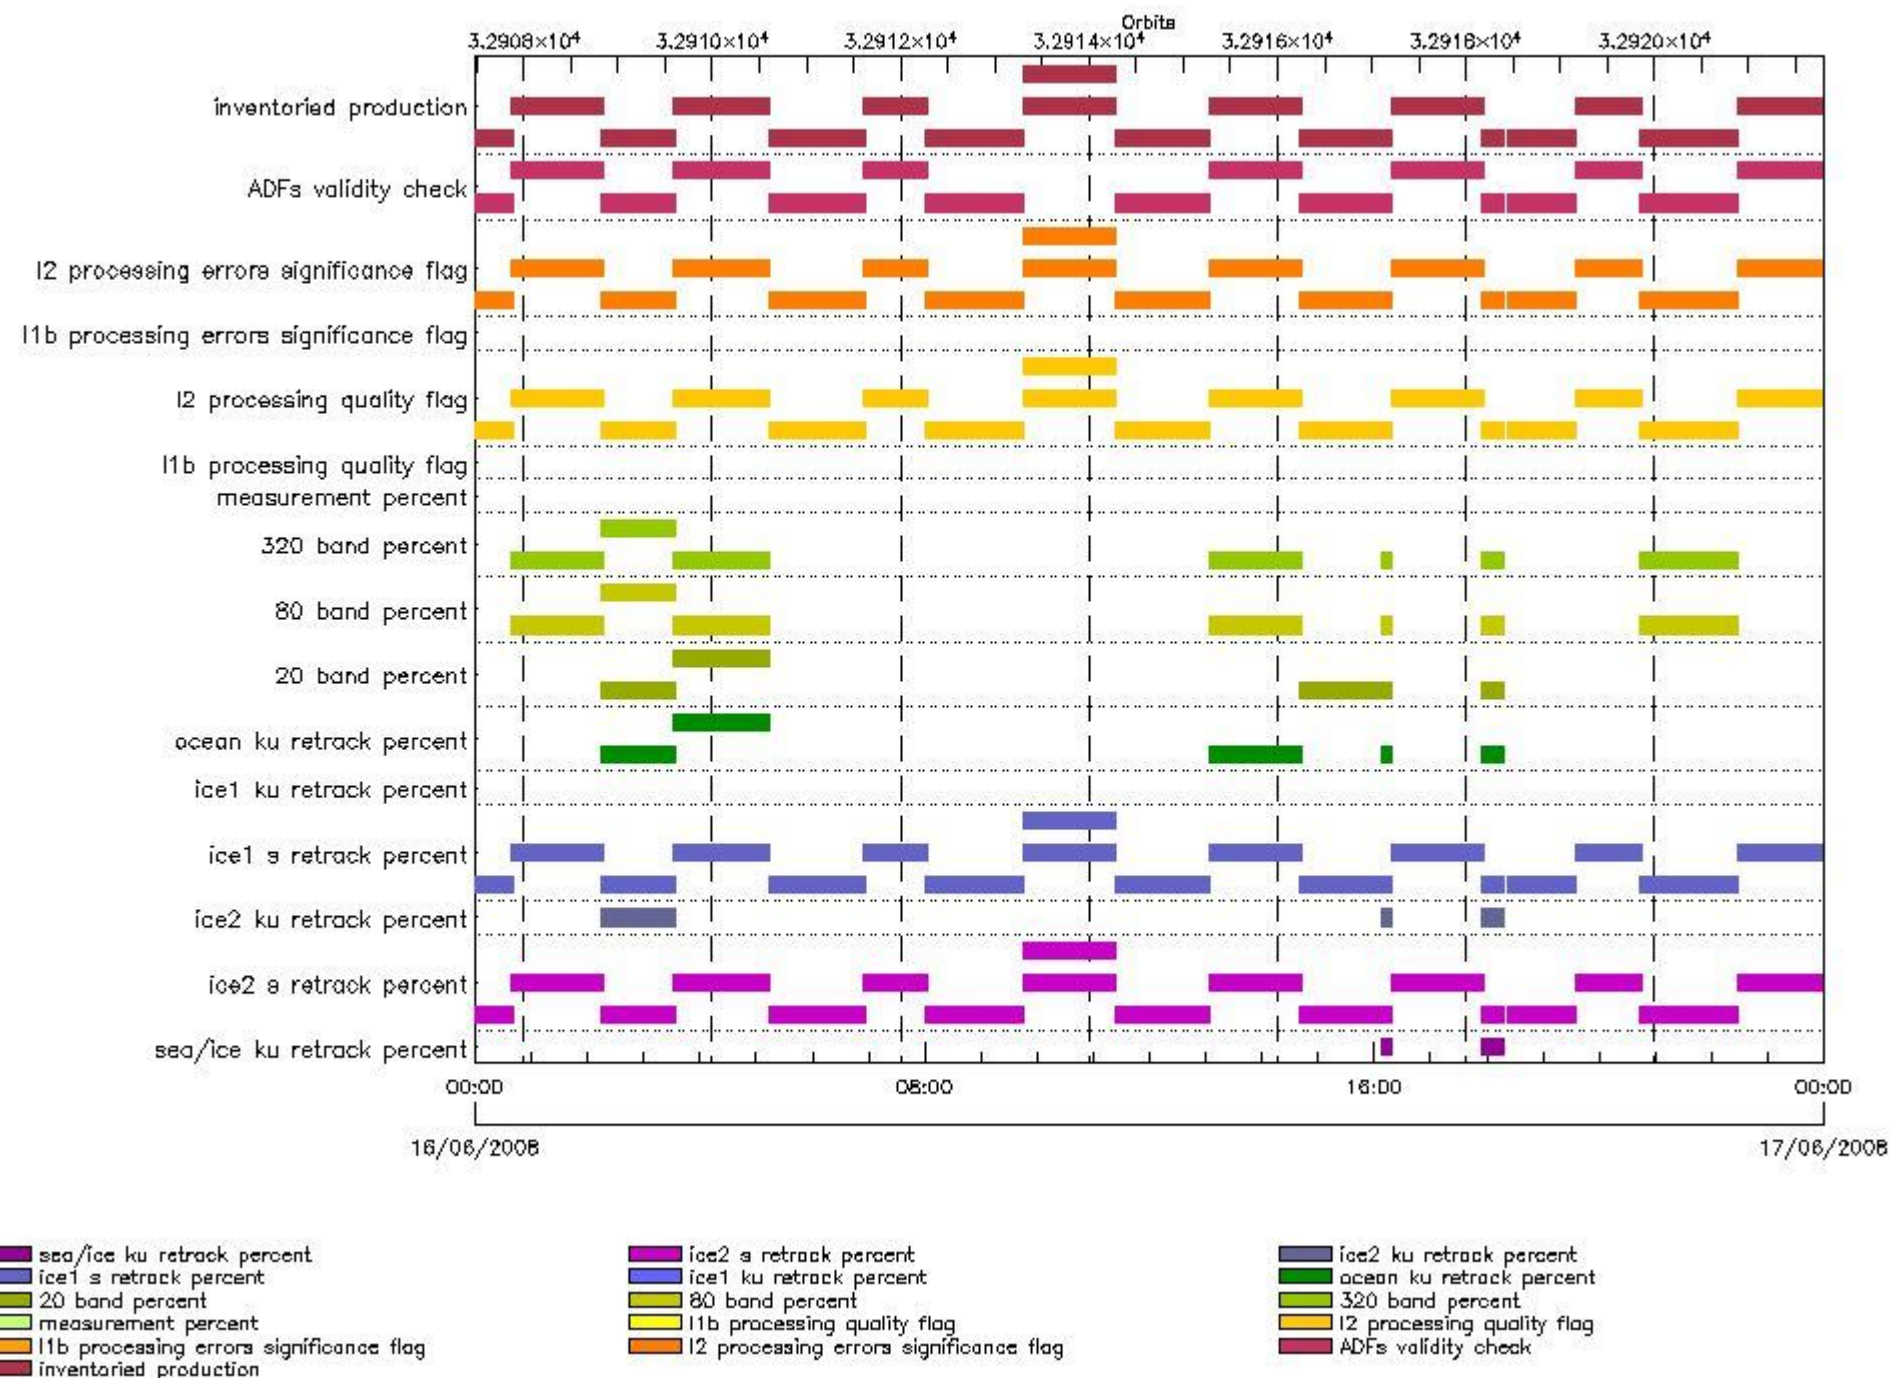 Orbits
3.2908×10⁴ 3.2910×10⁴ 3.2912×10⁴ 3.2914×10⁴ 3.2916×10⁴ 3.2918×10⁴ 3.2920×10⁴
inventoried production
ADFs validity check
l2 processing errors significance flag
l1b processing errors significance flag
l2 processing quality flag
l1b processing quality flag
measurement percent
320 band percent
80 band percent
20 band percent
ocean ku retrack percent
ice1 ku retrack percent
ice1 s retrack percent
ice2 ku retrack percent
ice2 s retrack percent
sea/ice ku retrack percent
00:00 08:00 16:00 00:00
16/06/2008 17/06/2008
sea/ice ku retrack percent ice2 s retrack percent ice2 ku retrack percent
ice1 s retrack percent ice1 ku retrack percent ocean ku retrack percent
20 band percent 80 band percent 320 band percent
measurement percent l1b processing quality flag l2 processing quality flag
l1b processing errors significance flag l2 processing errors significance flag ADFs validity check
inventoried production